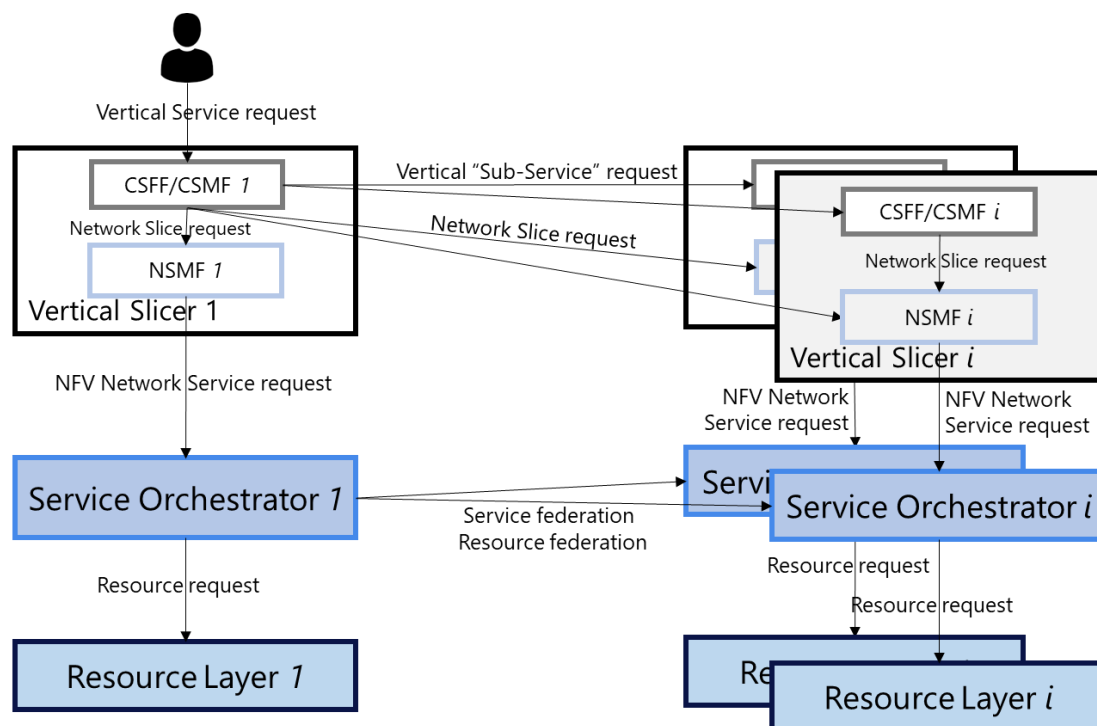 Vertical Service request
CSFF/CSMF 1
Vertical “Sub-Service” request
CSFF/CSMF i
Network Slice request
Network Slice request
Network Slice request
NSMF 1
NSMF i
Vertical Slicer 1
Vertical Slicer i
NFV Network Service request
NFV Network
Service request
NFV Network
Service request
Service Orchestrator 1
Servi
Service Orchestrator i
Service federation
Resource federation
Resource request
Resource request
Resource request
Resource Layer 1
Re
Resource Layer i